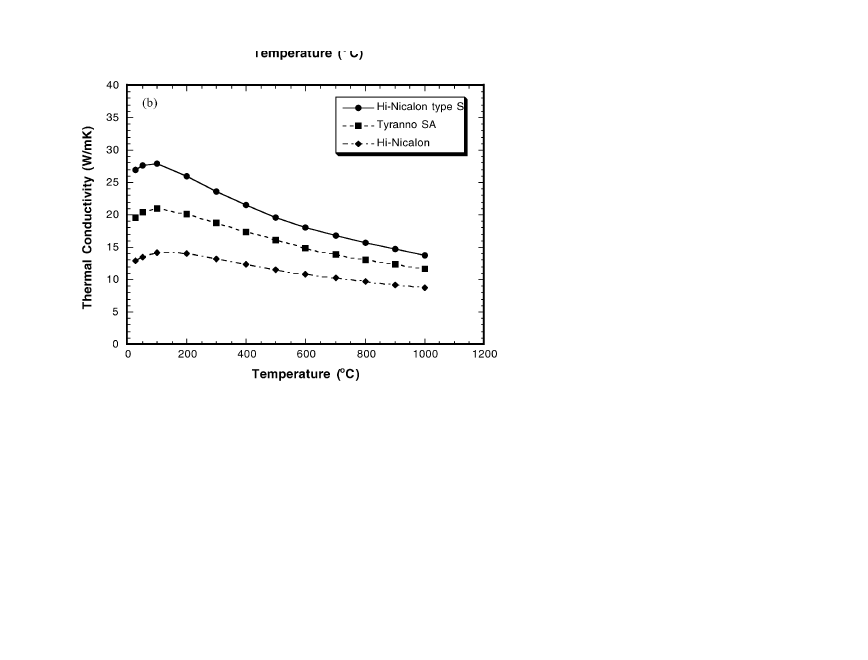 Temperature (°C)
40
(b)
Hi-Nicalon type S
35
Tyranno SA
Hi-Nicalon
30
25
20
15
10
5
0
Thermal Conductivity (W/mK)
0 200 400 600 800 1000 1200
Temperature (°C)